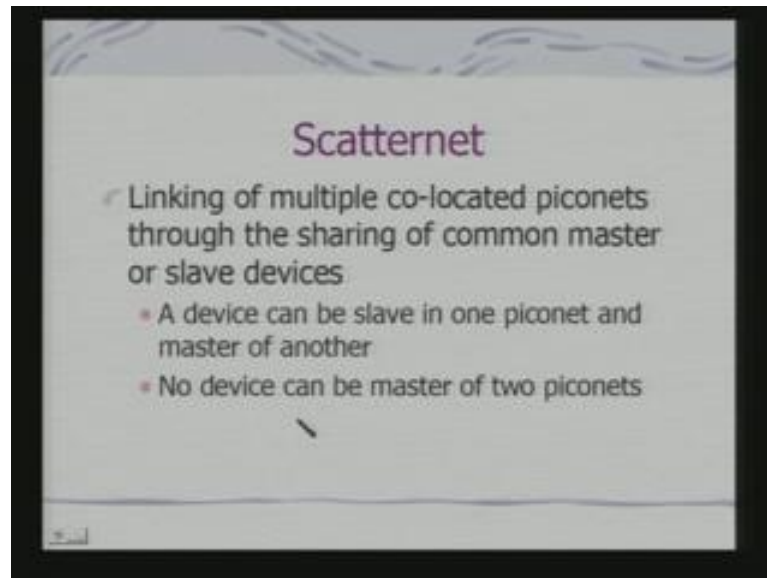 Scatternet
Linking of multiple co-located piconets
through the sharing of common master
or slave devices
• A device can be slave in one piconet and
master of another
• No device can be master of two piconets